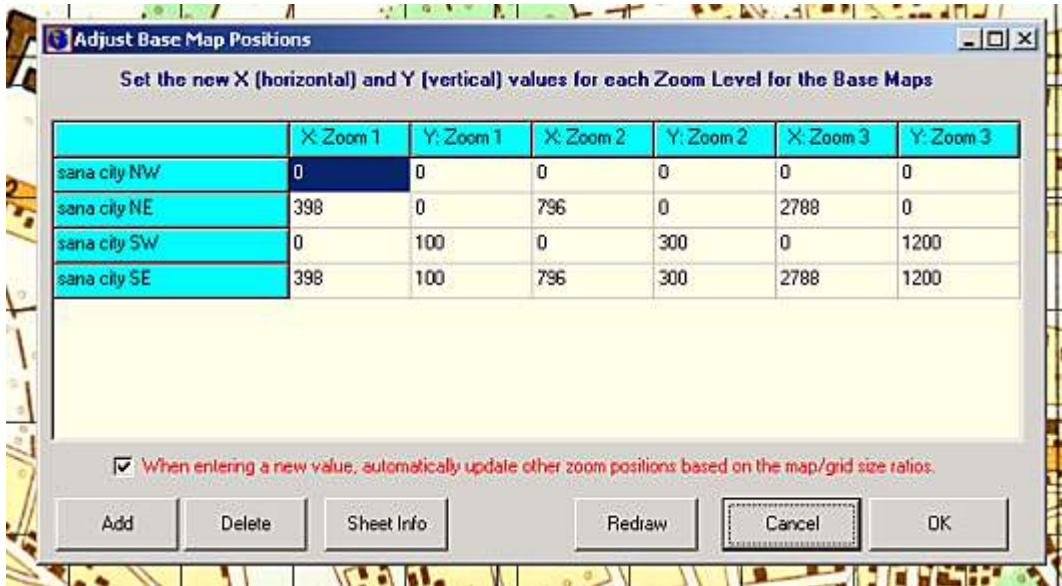 Adjust Base Map Positions
Set the new X (horizontal) and Y (vertical) values for each Zoom Level for the Base Maps
X: Zoom 1 Y: Zoom 1 X: Zoom 2 Y: Zoom 2 X: Zoom 3 Y: Zoom 3
sana city NW 0 0 0 0 0 0
sana city NE 398 0 796 0 2788 0
sana city SW 0 100 0 300 0 1200
sana city SE 398 100 796 300 2788 1200
When entering a new value, automatically update other zoom positions based on the map/grid size ratios.
Add Delete Sheet Info Redraw Cancel OK